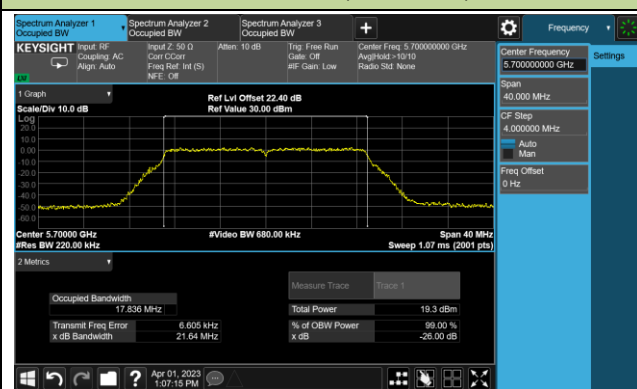 Spectrum Analyzer 1
Occupied BW
Spectrum Analyzer 2
Occupied BW
Spectrum Analyzer 3
Occupied BW
+
Frequency
KEYSIGHT
Input: RF
Coupling: AC
Align: Auto
Input Z: 50 Ω
Corr CCorr
Freq Ref: Int (S)
NFE: Off
Atten: 10 dB
Trig: Free Run
Gate: Off
#IF Gain: Low
Center Freq: 5.700000000 GHz
Avg|Hold:>10/10
Radio Std: None
Center Frequency
5.700000000 GHz
Settings
Span
40.000 MHz
CF Step
4.000000 MHz
Auto
Man
Freq Offset
0 Hz
1 Graph
Scale/Div 10.0 dB
Ref Lvl Offset 22.40 dB
Ref Value 30.00 dBm
Log
20.0
10.0
0.00
-10.0
-20.0
-30.0
-40.0
-50.0
-60.0
Center 5.70000 GHz
#Res BW 220.00 kHz
#Video BW 680.00 kHz
Span 40 MHz
Sweep 1.07 ms (2001 pts)
2 Metrics
Measure Trace
Trace 1
Occupied Bandwidth
17.836 MHz
Total Power
19.3 dBm
Transmit Freq Error
6.605 kHz
% of OBW Power
99.00 %
x dB Bandwidth
21.64 MHz
x dB
-26.00 dB
?
Apr 01, 2023
1:07:15 PM